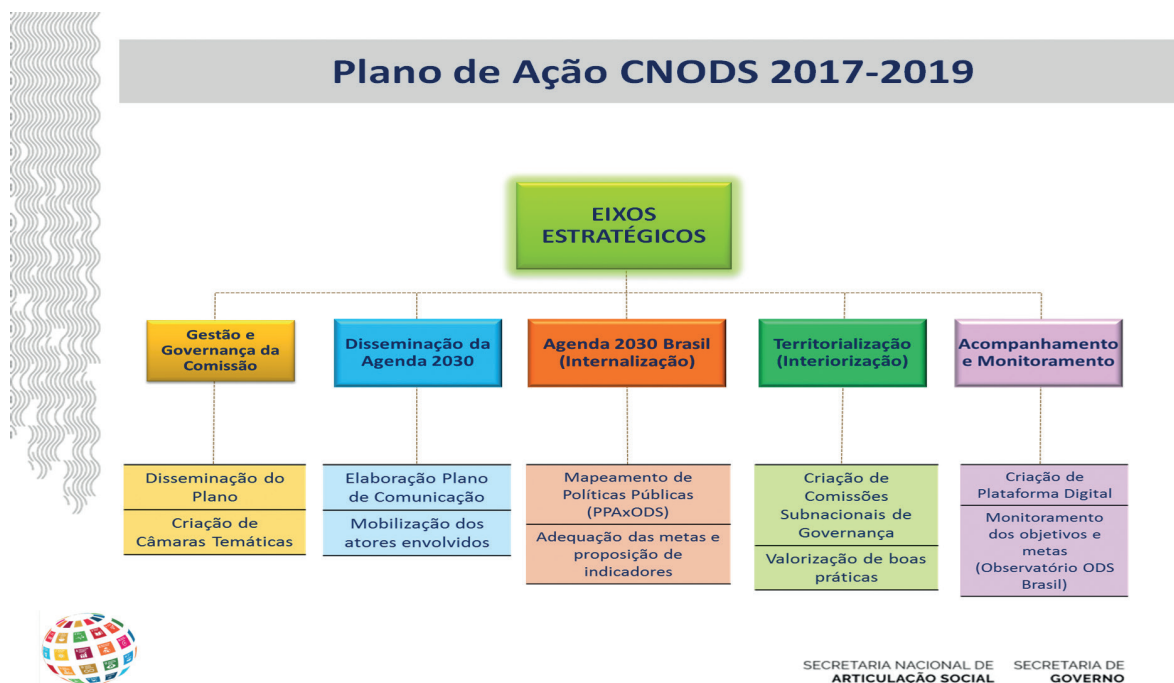 Plano de Ação CNODS 2017-2019
EIXOS
ESTRATÉGICOS
Gestão e
Governança da
Comissão
Disseminação da
Agenda 2030
Agenda 2030 Brasil
(Internalização)
Territorialização
(Interiorização)
Acompanhamento
e Monitoramento
Disseminação do
Plano
Criação de
Câmaras Temáticas
Elaboração Plano
de Comunicação
Mobilização dos
atores envolvidos
Mapeamento de
Políticas Públicas
(PPAxODS)
Adequação das metas e
proposição de
indicadores
Criação de
Comissões
Subnacionais de
Governança
Valorização de boas
práticas
Criação de
Plataforma Digital
Monitoramento
dos objetivos e
metas
(Observatório ODS
Brasil)
SECRETARIA NACIONAL DE
ARTICULAÇÃO SOCIAL
SECRETARIA DE
GOVERNO